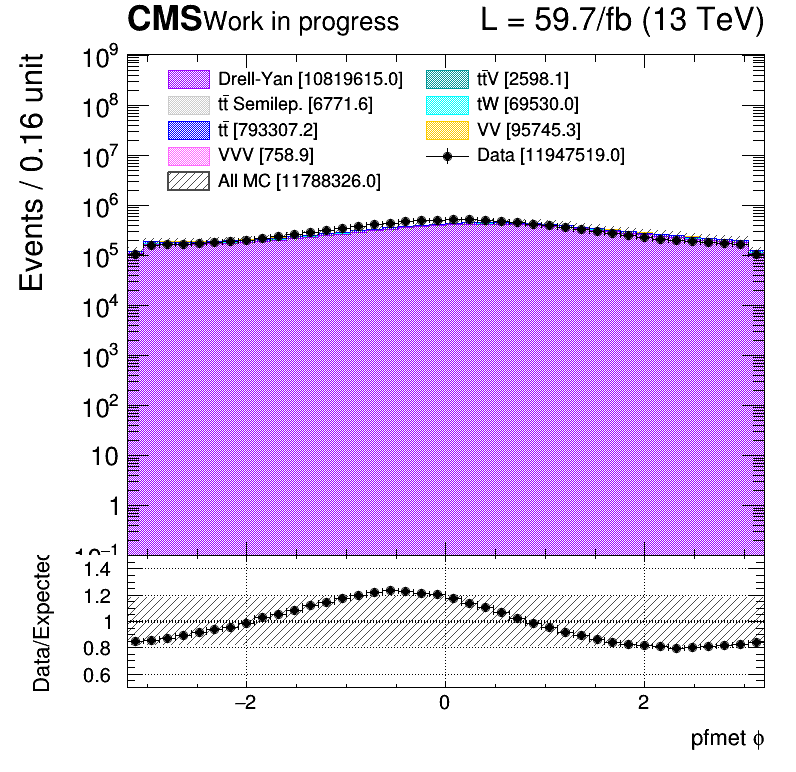 CMS Work in progress L = 59.7/fb (13 TeV)
Events / 0.16 unit
10⁹
10⁸
10⁷
10⁶
10⁵
10⁴
10³
10²
10
1
10⁻¹
Drell-Yan [10819615.0]
tt̄ Semilep. [6771.6]
tt̄ [793307.2]
VVV [758.9]
All MC [11788326.0]
tt̄V [2598.1]
tW [69530.0]
VV [95745.3]
Data [11947519.0]
Data/Expected
1.4
1.2
1
0.8
0.6
−2 0 2
pfmet ϕ